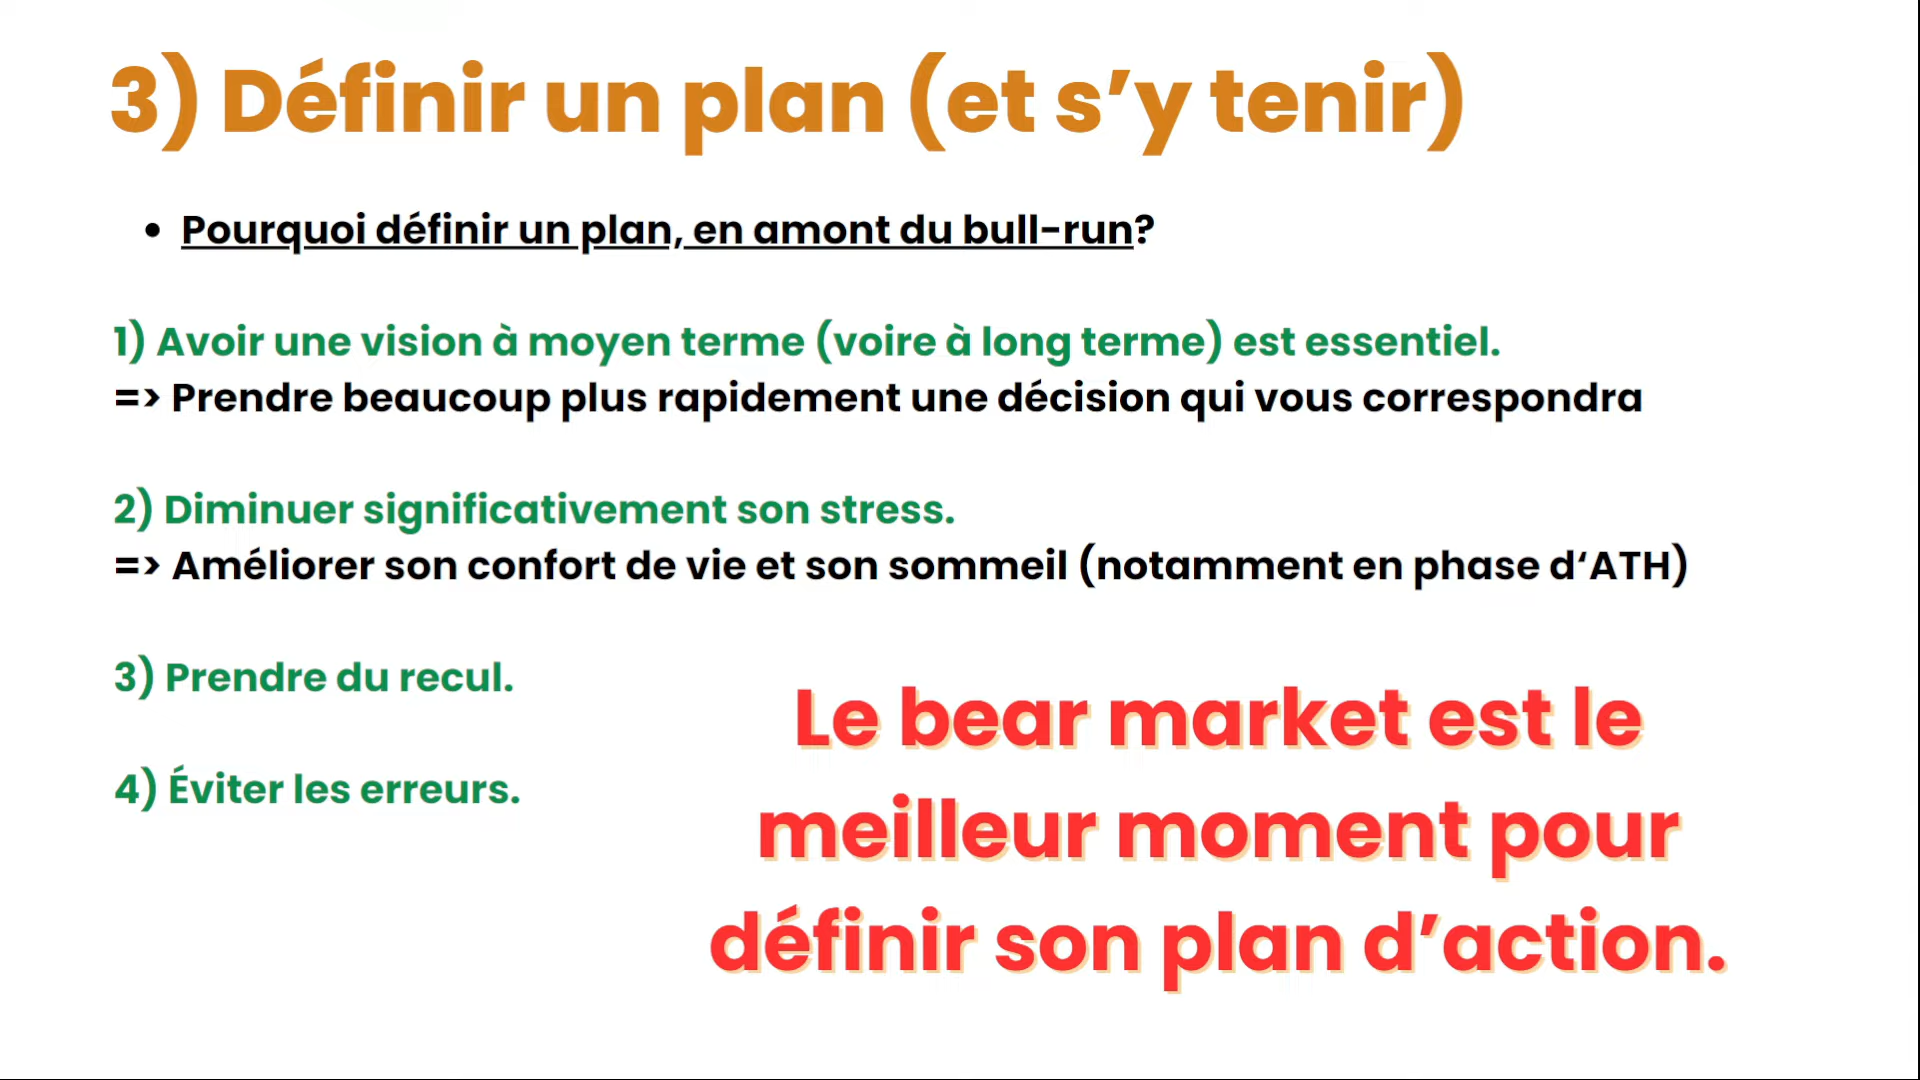 3) Définir un plan (et s’y tenir)
• Pourquoi définir un plan, en amont du bull-run?
1) Avoir une vision à moyen terme (voire à long terme) est essentiel.
=> Prendre beaucoup plus rapidement une décision qui vous correspondra
2) Diminuer significativement son stress.
=> Améliorer son confort de vie et son sommeil (notamment en phase d‘ATH)
3) Prendre du recul.
4) Éviter les erreurs.
Le bear market est le
meilleur moment pour
définir son plan d’action.